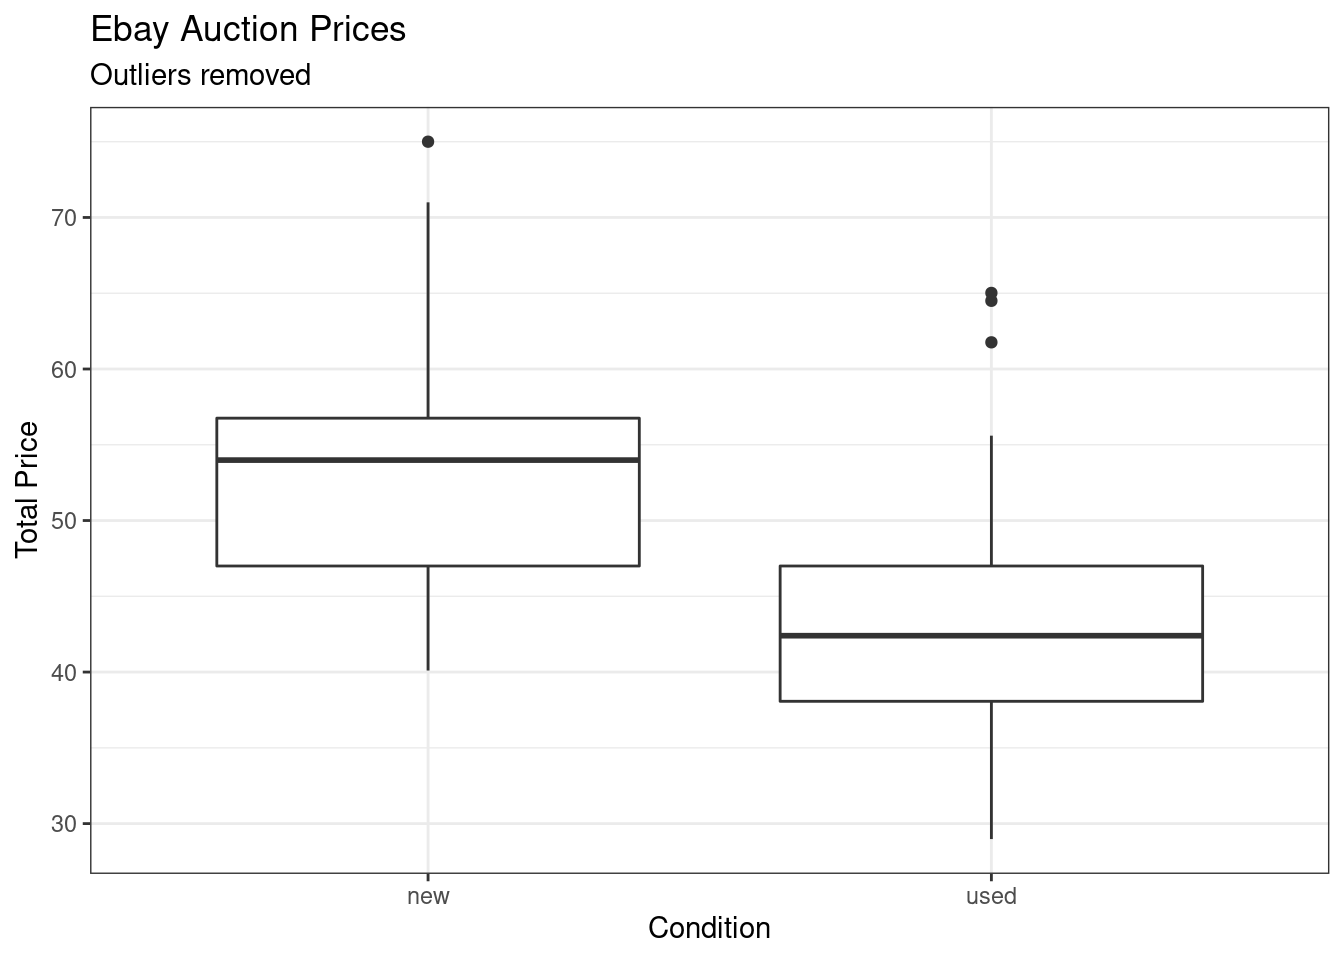 Ebay Auction Prices
Outliers removed
Total Price
70
60
50
40
30
new
used
Condition